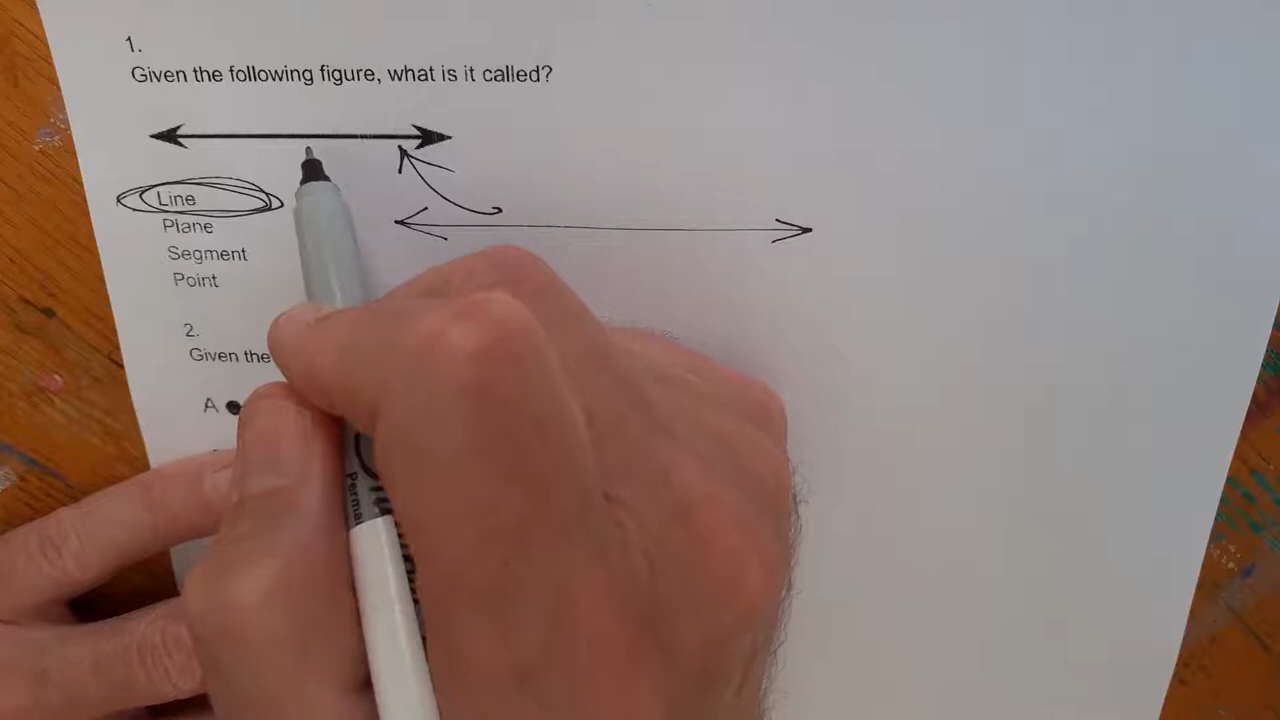 1.
Given the following figure, what is it called?
Line
Plane
Segment
Point
2.
Given the
A